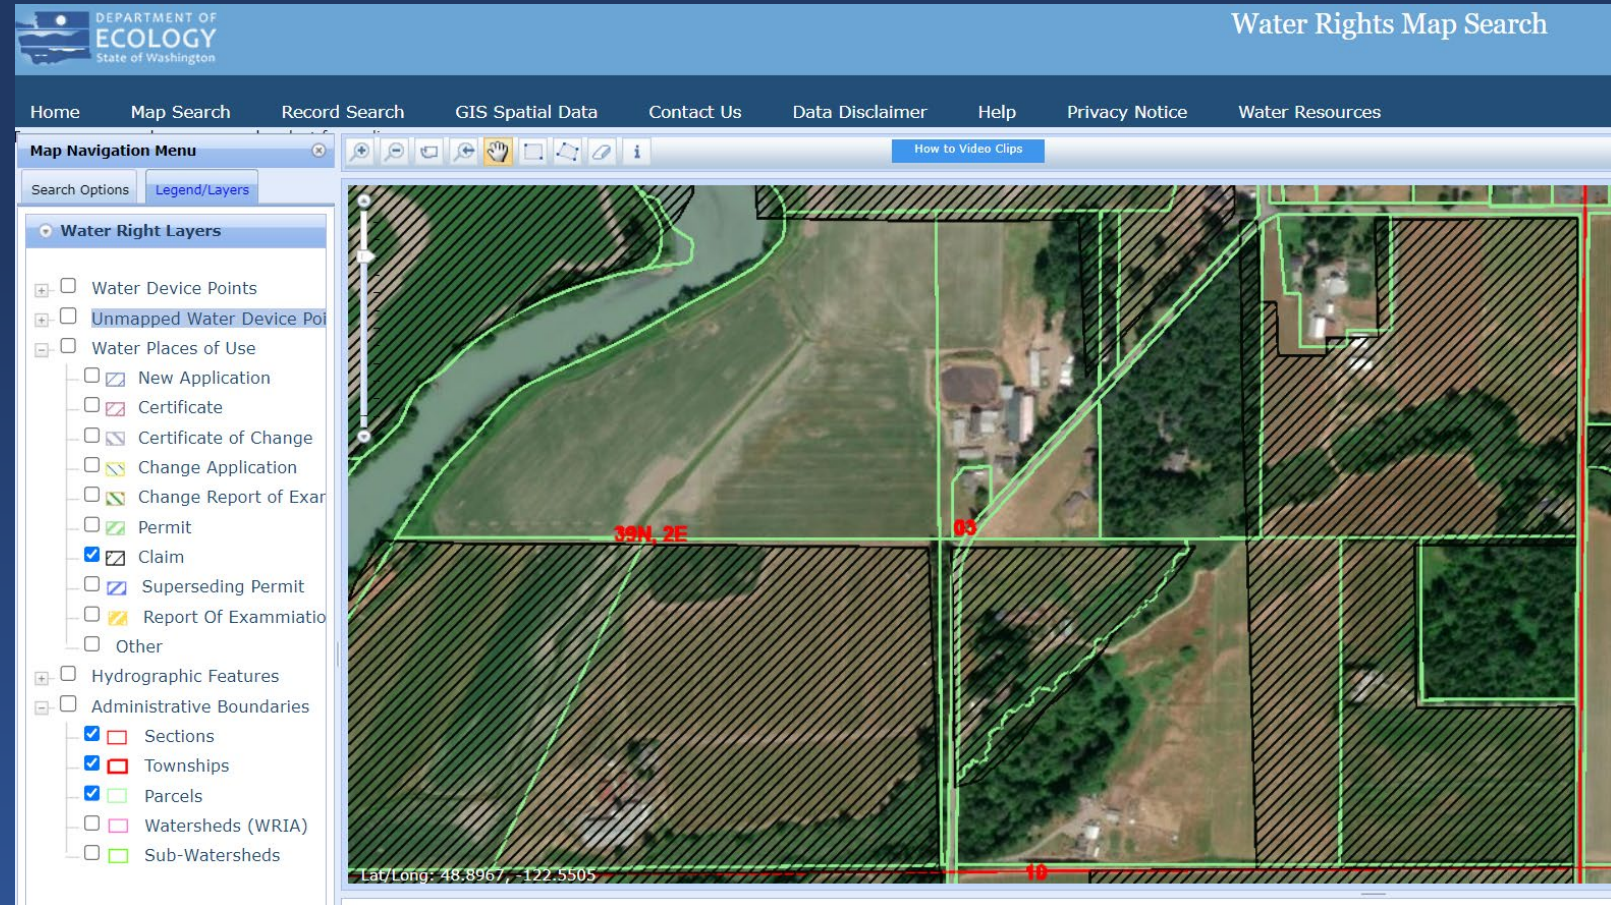 DEPARTMENT OF
ECOLOGY
State of Washington
Water Rights Map Search
Home Map Search Record Search GIS Spatial Data Contact Us Data Disclaimer Help Privacy Notice Water Resources
Map Navigation Menu
How to Video Clips
Search Options Legend/Layers
Water Right Layers
Water Device Points
Unmapped Water Device Poi
Water Places of Use
New Application
Certificate
Certificate of Change
Change Application
Change Report of Exar
Permit
Claim
Superseding Permit
Report Of Exammiatio
Other
Hydrographic Features
Administrative Boundaries
Sections
Townships
Parcels
Watersheds (WRIA)
Sub-Watersheds
39N, 2E
03
10
Lat/Long: 48.8967, -122.5505